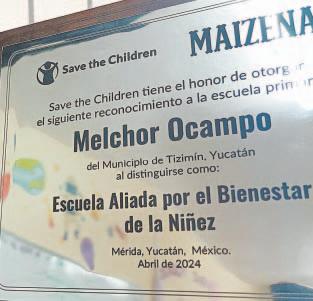 Save the Children
MAIZENA
Save the Children tiene el honor de otorgar
el siguiente reconocimiento a la escuela primaria
Melchor Ocampo
del Municipio de Tizimín, Yucatán
al distinguirse como:
Escuela Aliada por el Bienestar
de la Niñez
Mérida, Yucatán, México.
Abril de 2024